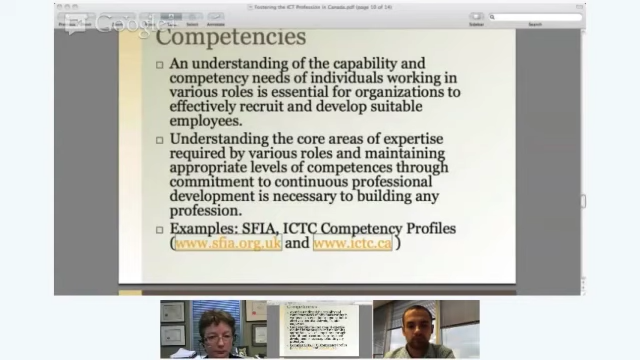 Fostering the ICT Profession in Canada.pdf (page 10 of 14)
Sidebar
Search
Google+
Competencies
□ An understanding of the capability and
competency needs of individuals working in
various roles is essential for organizations to
effectively recruit and develop suitable
employees.
□ Understanding the core areas of expertise
required by various roles and maintaining
appropriate levels of competences through
commitment to continuous professional
development is necessary to building any
profession.
□ Examples: SFIA, ICTC Competency Profiles
(www.sfia.org.uk and www.ictc.ca )